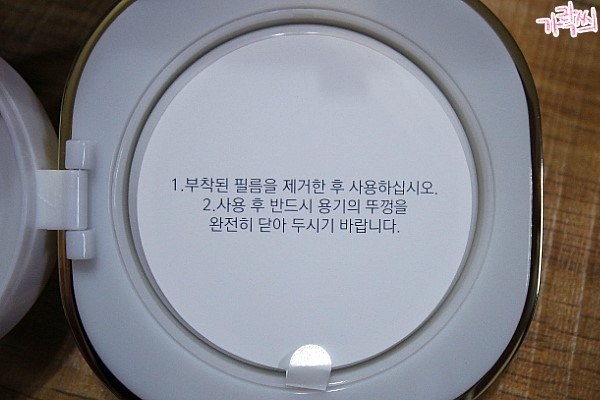 가락씨
1.부착된 필름을 제거한 후 사용하십시오.
2.사용 후 반드시 용기의 뚜껑을
완전히 닫아 두시기 바랍니다.